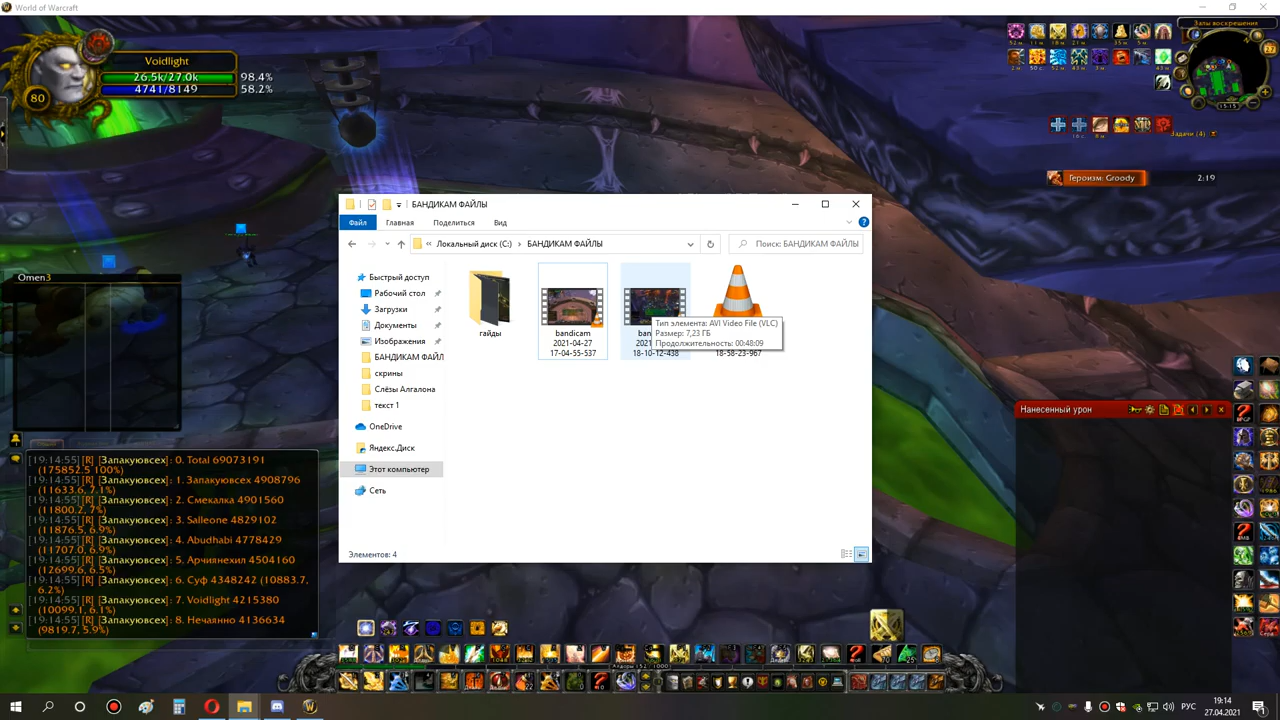 World of Warcraft
Voidlight
26.5k/27.0k 98.4%
4741/8149 58.2%
80
Залы воскрешения
15:15
Задачи (4)
Героизм: Groody 2:19
БАНДИКАМ ФАЙЛЫ
Файл Главная Поделиться Вид
« Локальный диск (C:) › БАНДИКАМ ФАЙЛЫ
Поиск: БАНДИКАМ ФАЙЛЫ
Быстрый доступ
Рабочий стол
Загрузки
Документы
Изображения
БАНДИКАМ ФАЙЛ
скрины
Слёзы Алгалона
текст 1
OneDrive
Яндекс.Диск
Этот компьютер
Сеть
гайды
bandicam
2021-04-27
17-04-55-537
18-10-12-438
18-58-23-967
Тип элемента: AVI Video File (VLC)
Размер: 7,23 ГБ
Продолжительность: 00:48:09
Элементов: 4
Omen3
Нанесенный урон
[19:14:55] [R] [Запакуювсех]: 0. Total 69073191
(175852.5 100%)
[19:14:55] [R] [Запакуювсех]: 1. Запакуювсех 4908796
(11633.6, 7.1%)
[19:14:55] [R] [Запакуювсех]: 2. Смекалка 4901560
(11800.2, 7%)
[19:14:55] [R] [Запакуювсех]: 3. Salleone 4829102
(11876.5, 6.9%)
[19:14:55] [R] [Запакуювсех]: 4. Abudhabi 4778429
(11707.0, 6.9%)
[19:14:55] [R] [Запакуювсех]: 5. Арчиянехил 4504160
(12699.6, 6.5%)
[19:14:55] [R] [Запакуювсех]: 6. Суф 4348242 (10883.7,
6.2%)
[19:14:55] [R] [Запакуювсех]: 7. Voidlight 4215380
(10099.1, 6.1%)
[19:14:55] [R] [Запакуювсех]: 8. Нечаянно 4136634
(9819.7, 5.9%)
РУС
19:14
27.04.2021